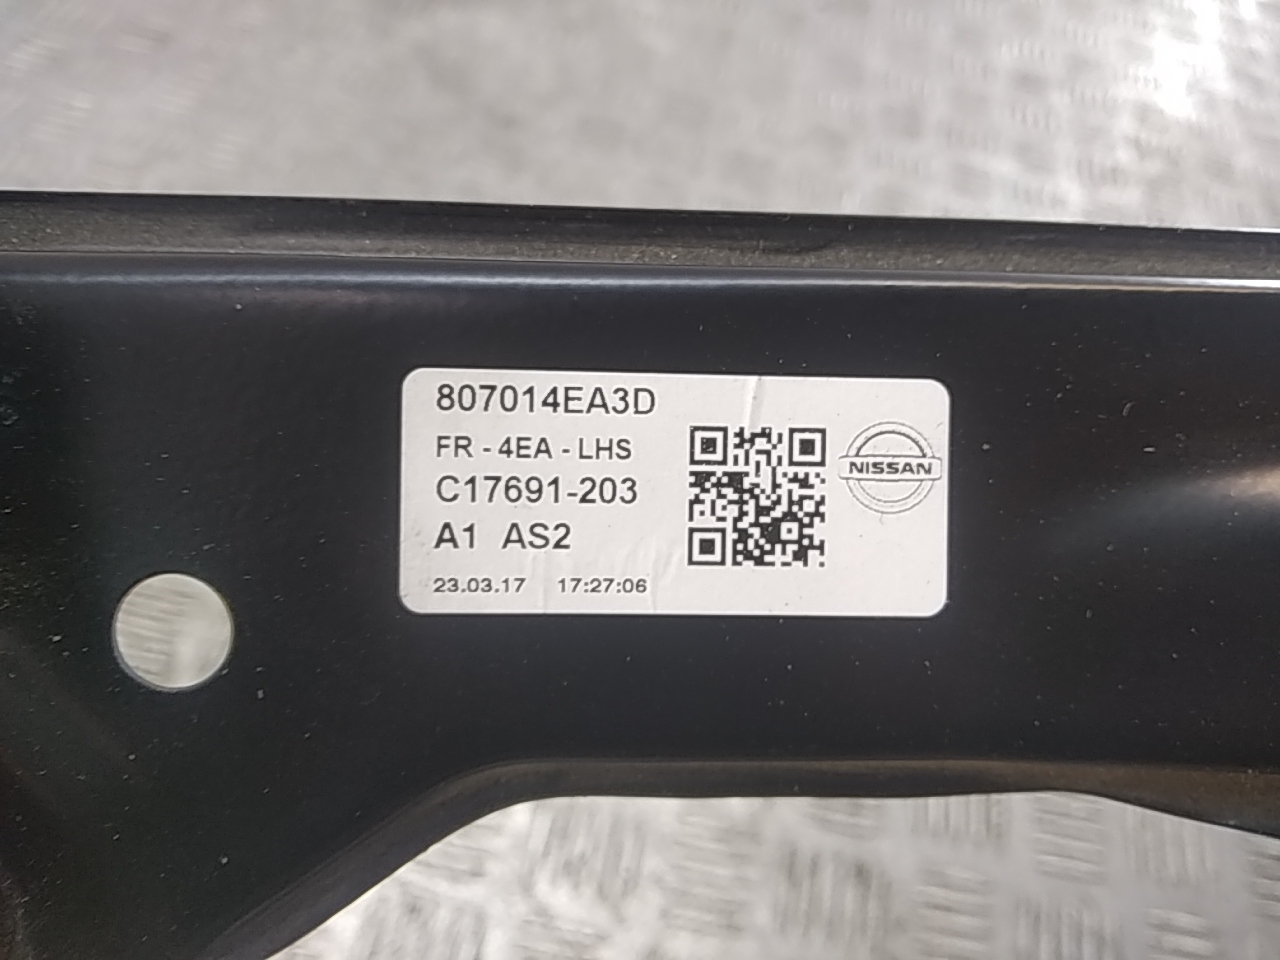 807014EA3D
FR - 4EA - LHS
C17691-203
A1 AS2
23.03.17 17:27:06
NISSAN